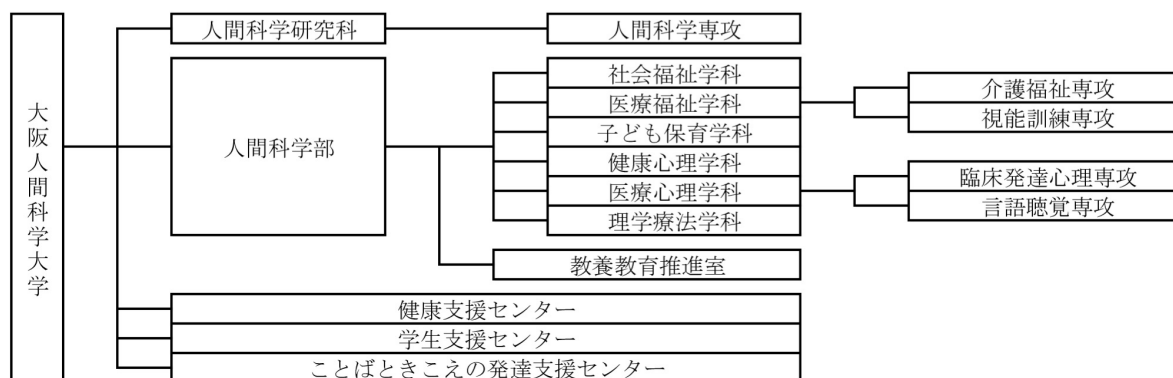 大阪人間科学大学
人間科学研究科
人間科学専攻
人間科学部
社会福祉学科
医療福祉学科
子ども保育学科
健康心理学科
医療心理学科
理学療法学科
介護福祉専攻
視能訓練専攻
臨床発達心理専攻
言語聴覚専攻
教養教育推進室
健康支援センター
学生支援センター
ことばときこえの発達支援センター